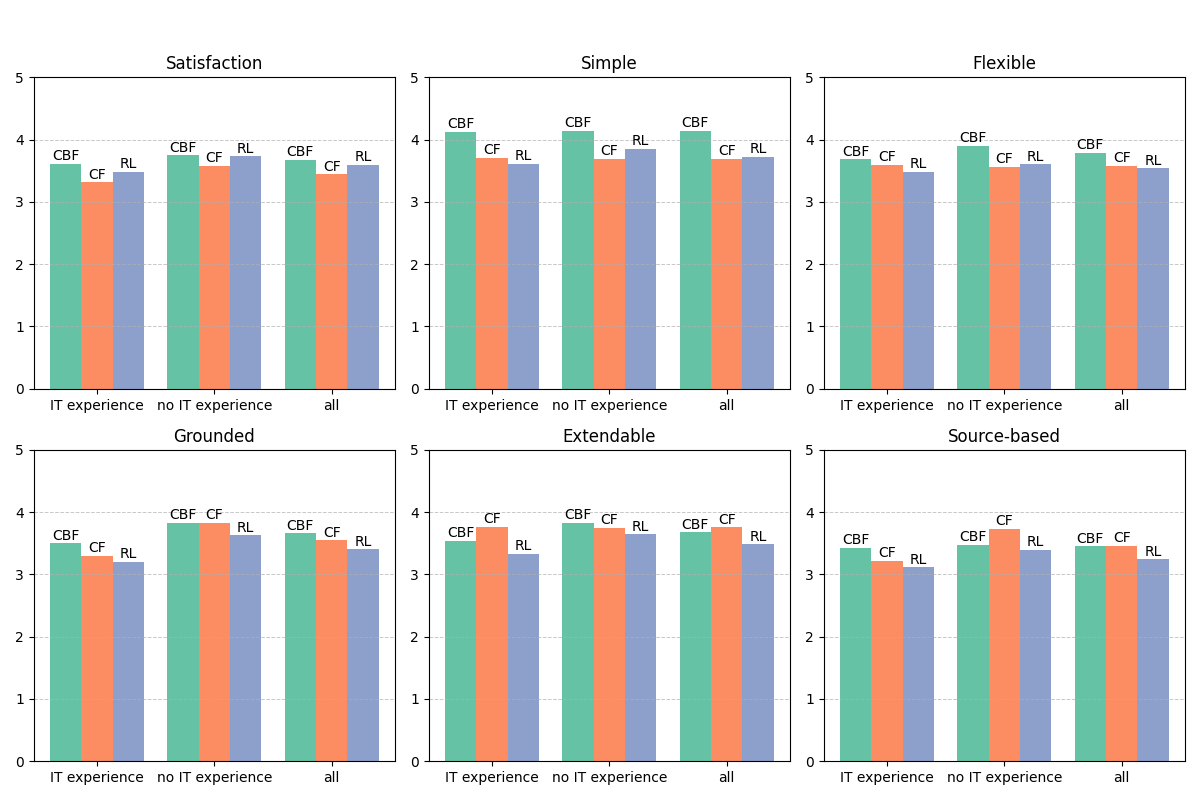 Satisfaction
5
4
3
2
1
0
CBF CF RL
CBF CF RL
CBF CF RL
IT experience no IT experience all
Simple
5
4
3
2
1
0
CBF CF RL
CBF CF RL
CBF CF RL
IT experience no IT experience all
Flexible
5
4
3
2
1
0
CBF CF RL
CBF CF RL
CBF CF RL
IT experience no IT experience all
Grounded
5
4
3
2
1
0
CBF CF RL
CBF CF RL
CBF CF RL
IT experience no IT experience all
Extendable
5
4
3
2
1
0
CBF CF RL
CBF CF RL
CBF CF RL
IT experience no IT experience all
Source-based
5
4
3
2
1
0
CBF CF RL
CBF CF RL
CBF CF RL
IT experience no IT experience all